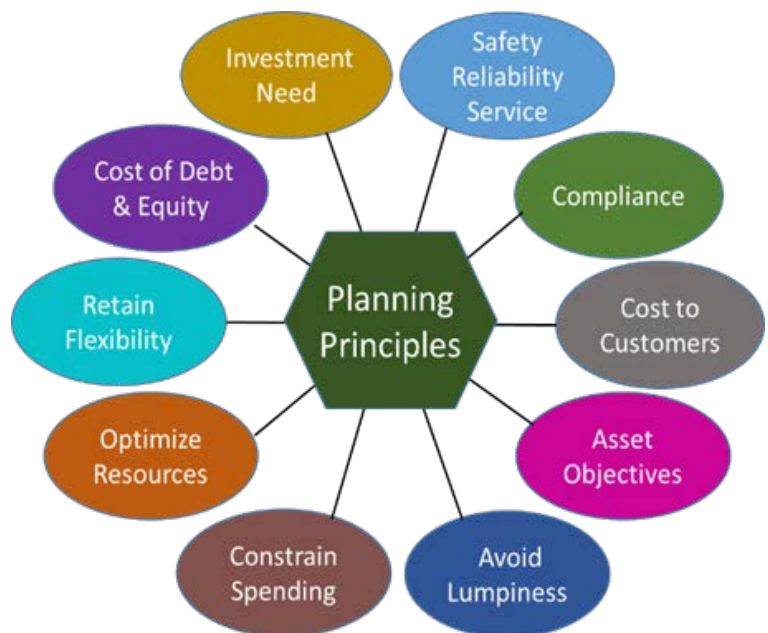 Investment
Need
Safety
Reliability
Service
Cost of Debt
& Equity
Compliance
Retain
Flexibility
Planning
Principles
Cost to
Customers
Optimize
Resources
Asset
Objectives
Constrain
Spending
Avoid
Lumpiness